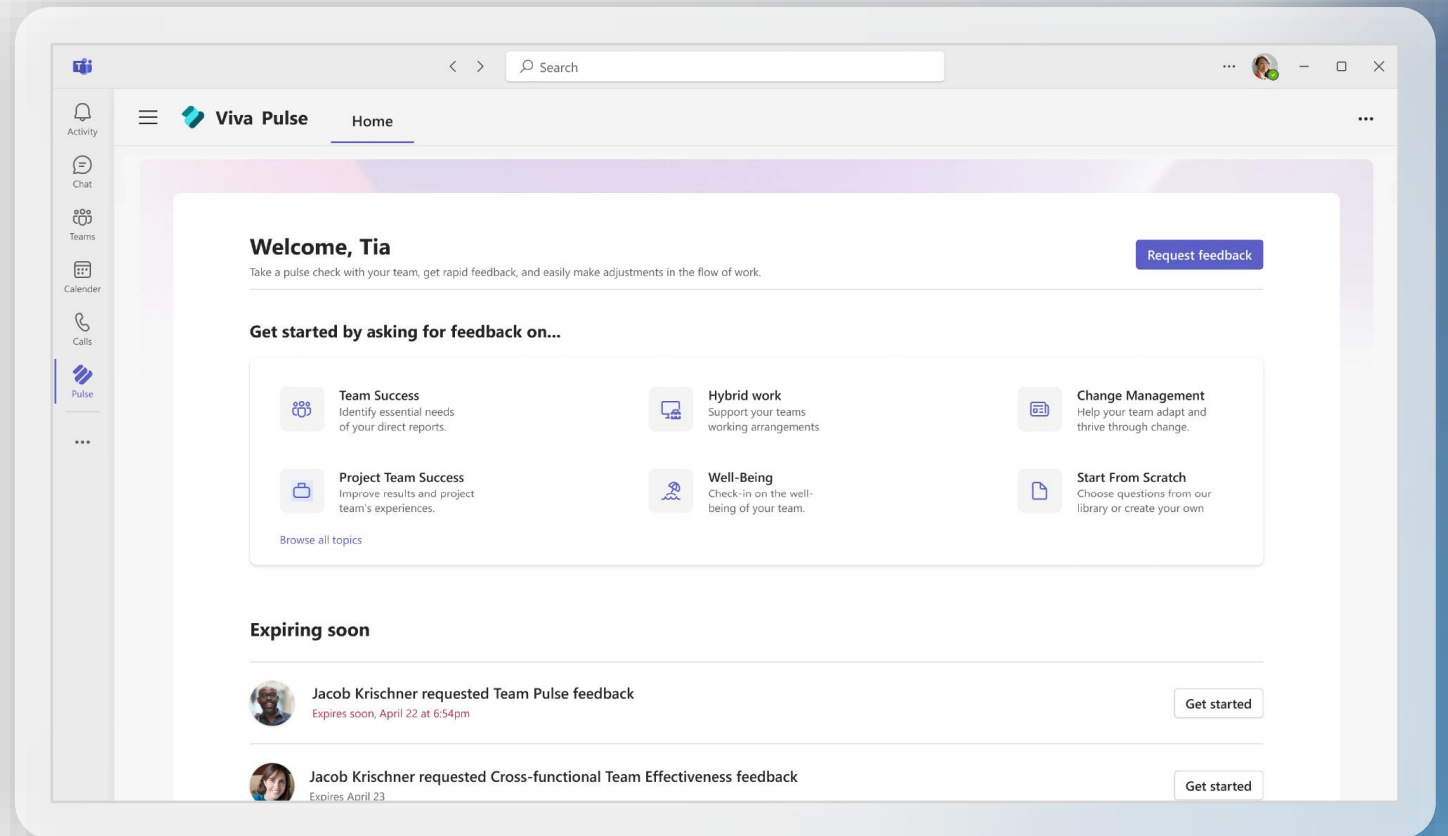 Search
Activity
Chat
Teams
Calender
Calls
Pulse
Viva Pulse
Home
Welcome, Tia
Take a pulse check with your team, get rapid feedback, and easily make adjustments in the flow of work.
Request feedback
Get started by asking for feedback on...
Team Success
Identify essential needs
of your direct reports.
Hybrid work
Support your teams
working arrangements
Change Management
Help your team adapt and
thrive through change.
Project Team Success
Improve results and project
team's experiences.
Well-Being
Check-in on the well-
being of your team.
Start From Scratch
Choose questions from our
library or create your own
Browse all topics
Expiring soon
Jacob Krischner requested Team Pulse feedback
Expires soon, April 22 at 6:54pm
Get started
Jacob Krischner requested Cross-functional Team Effectiveness feedback
Expires April 23
Get started